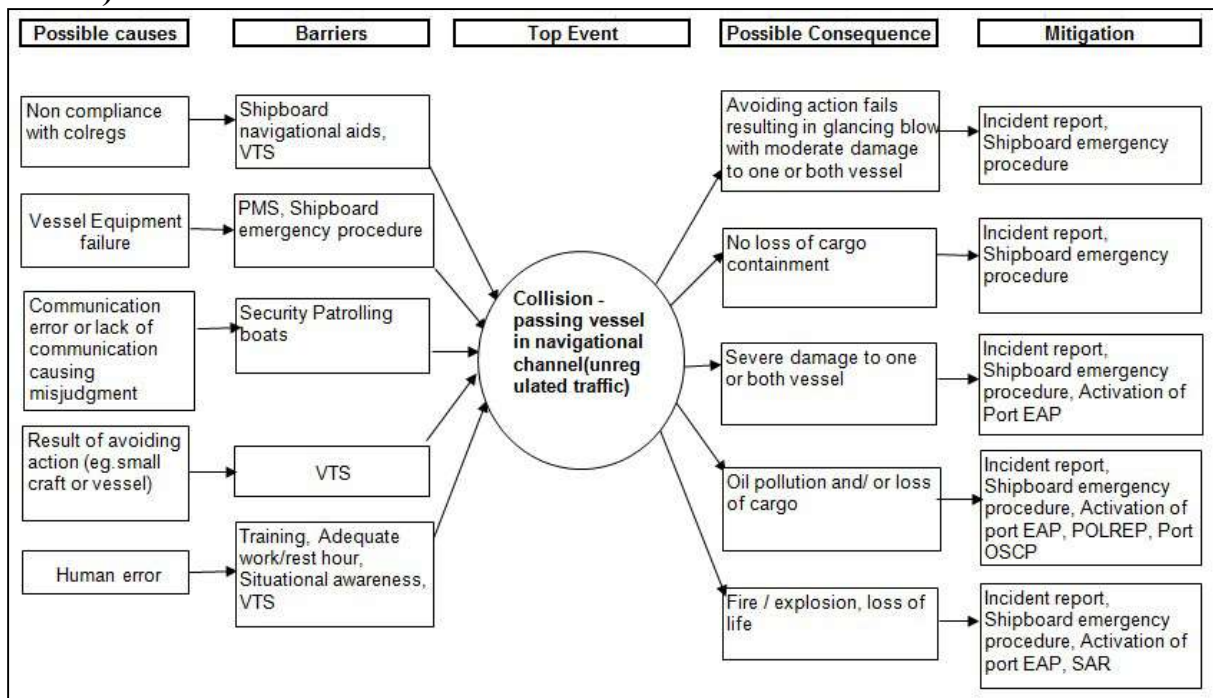 Possible causes
Barriers
Top Event
Possible Consequence
Mitigation
Non compliance
with colregs
Shipboard
navigational aids,
VTS
Avoiding action fails
resulting in glancing blow
with moderate damage
to one or both vessel
Incident report,
Shipboard emergency
procedure
Vessel Equipment
failure
PMS, Shipboard
emergency procedure
No loss of cargo
containment
Incident report,
Shipboard emergency
procedure
Communication
error or lack of
communication
causing
misjudgment
Security Patrolling
boats
Collision -
passing vessel
in navigational
channel(unreg
ulated traffic)
Severe damage to one
or both vessel
Incident report,
Shipboard emergency
procedure, Activation of
Port EAP
Result of avoiding
action (eg.small
craft or vessel)
VTS
Oil pollution and/ or loss
of cargo
Incident report,
Shipboard emergency
procedure, Activation of
port EAP, POLREP, Port
OSCP
Human error
Training, Adequate
work/rest hour,
Situational awareness,
VTS
Fire / explosion, loss of
life
Incident report,
Shipboard emergency
procedure, Activation of
port EAP, SAR